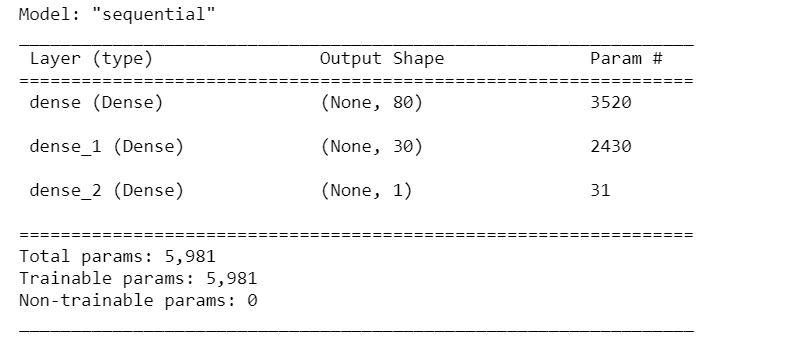 Model: "sequential"
Layer (type) Output Shape Param #
dense (Dense) (None, 80) 3520
dense_1 (Dense) (None, 30) 2430
dense_2 (Dense) (None, 1) 31
Total params: 5,981
Trainable params: 5,981
Non-trainable params: 0